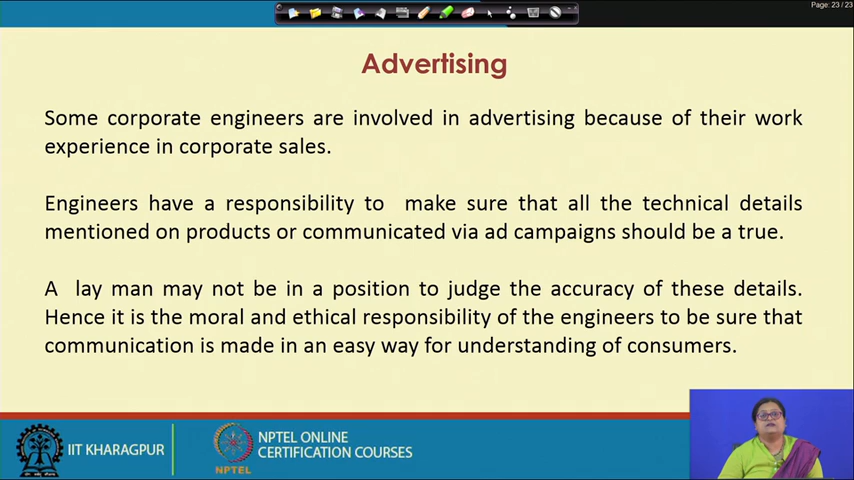 Page: 23 / 23
Advertising
Some corporate engineers are involved in advertising because of their work
experience in corporate sales.
Engineers have a responsibility to make sure that all the technical details
mentioned on products or communicated via ad campaigns should be a true.
A lay man may not be in a position to judge the accuracy of these details.
Hence it is the moral and ethical responsibility of the engineers to be sure that
communication is made in an easy way for understanding of consumers.
IIT KHARAGPUR
NPTEL
NPTEL ONLINE
CERTIFICATION COURSES